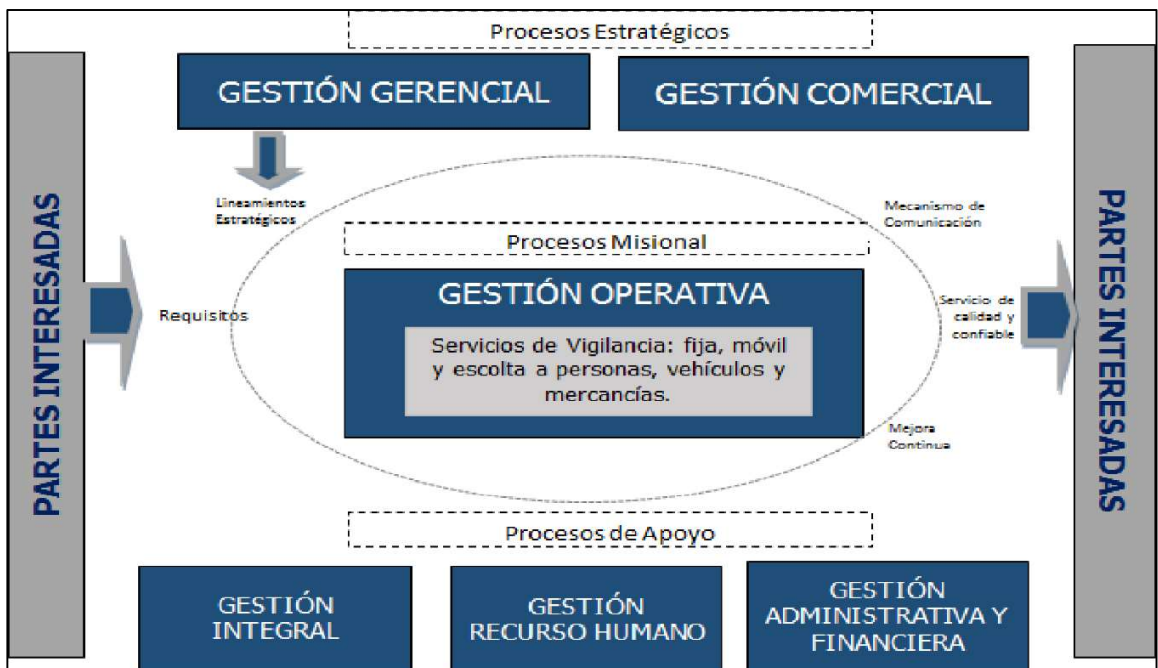 Procesos Estratégicos
GESTIÓN GERENCIAL
GESTIÓN COMERCIAL
PARTES INTERESADAS
Lineamientos
Estratégicos
Mecanismo de
Comunicación
Procesos Misional
GESTIÓN OPERATIVA
Servicios de Vigilancia: fija, móvil
y escolta a personas, vehículos y
mercancías.
Requisitos
Servicio de
calidad y
confiable
PARTES INTERESADAS
Mejora
Continua
Procesos de Apoyo
GESTIÓN
INTEGRAL
GESTIÓN
RECURSO HUMANO
GESTIÓN
ADMINISTRATIVA Y
FINANCIERA